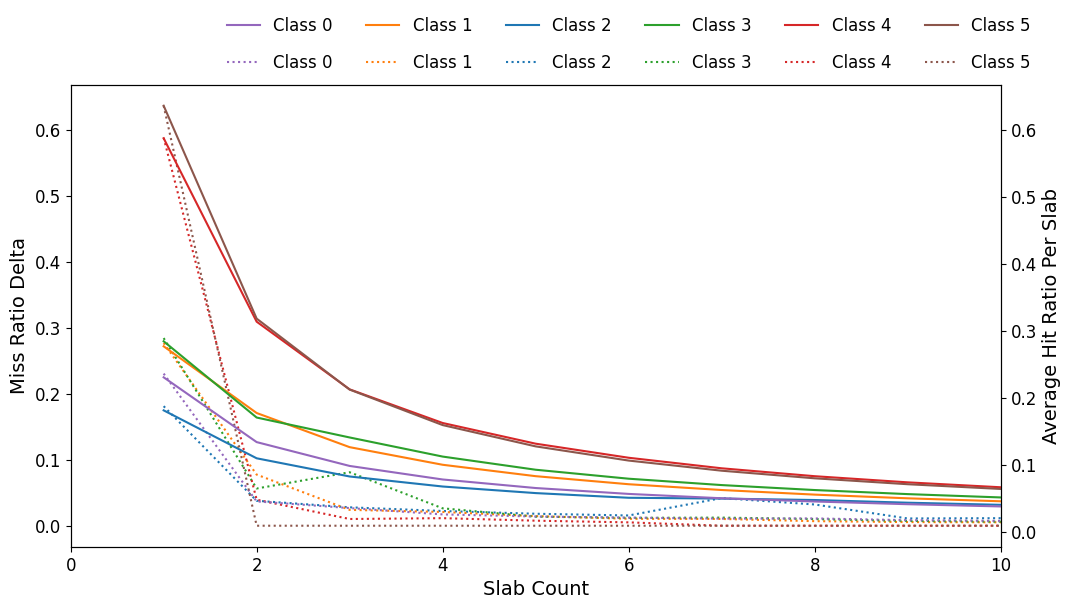 Class 0 Class 1 Class 2 Class 3 Class 4 Class 5
Class 0 Class 1 Class 2 Class 3 Class 4 Class 5
Miss Ratio Delta
0.6
0.5
0.4
0.3
0.2
0.1
0.0
0.6
0.5
0.4
0.3
0.2
0.1
0.0
Average Hit Ratio Per Slab
0 2 4 6 8 10
Slab Count